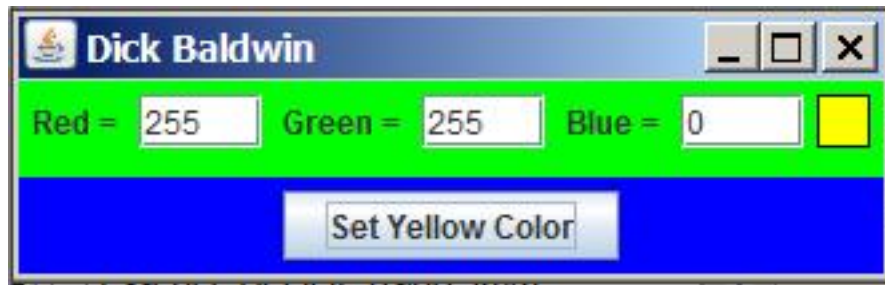 Dick Baldwin
Red = 255 Green = 255 Blue = 0
Set Yellow Color